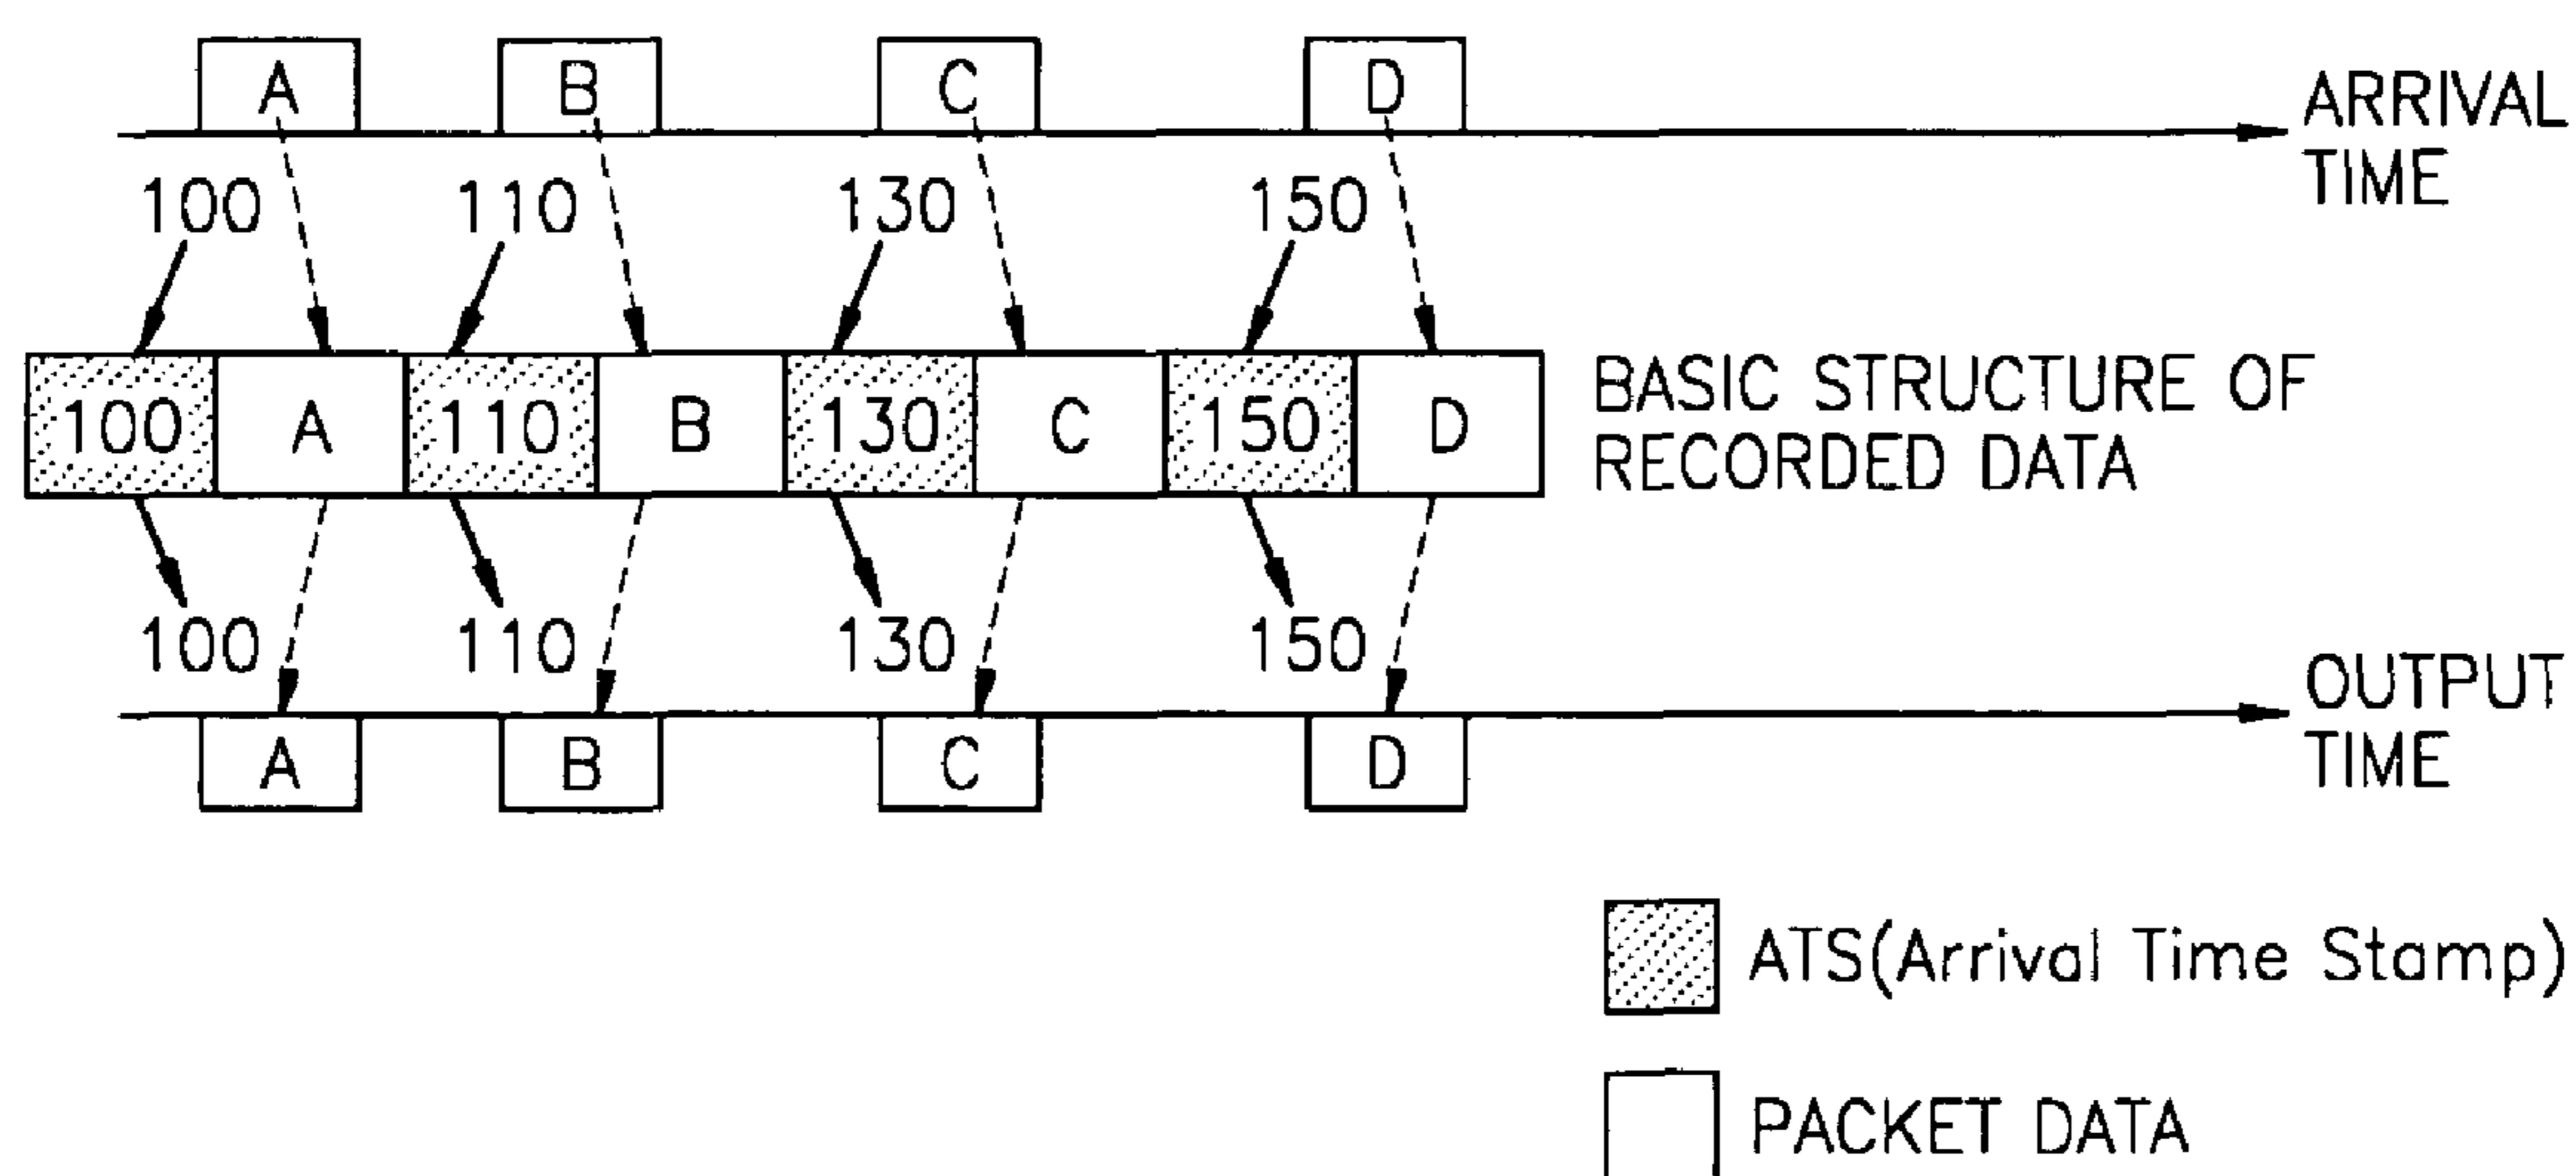 A B C D
ARRIVAL
TIME
100 110 130 150
100 A 110 B 130 C 150 D
BASIC STRUCTURE OF
RECORDED DATA
100 110 130 150
OUTPUT
TIME
A B C D
ATS(Arrival Time Stamp)
PACKET DATA